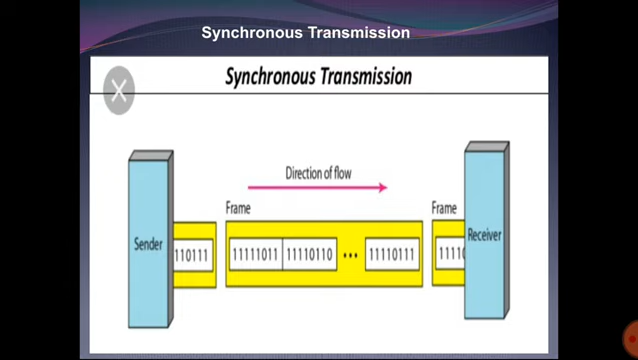 Synchronous Transmission
Synchronous Transmission
Direction of flow
Frame
Frame
Sender
110111
11111011 11110110 ••• 11110111
11110
Receiver